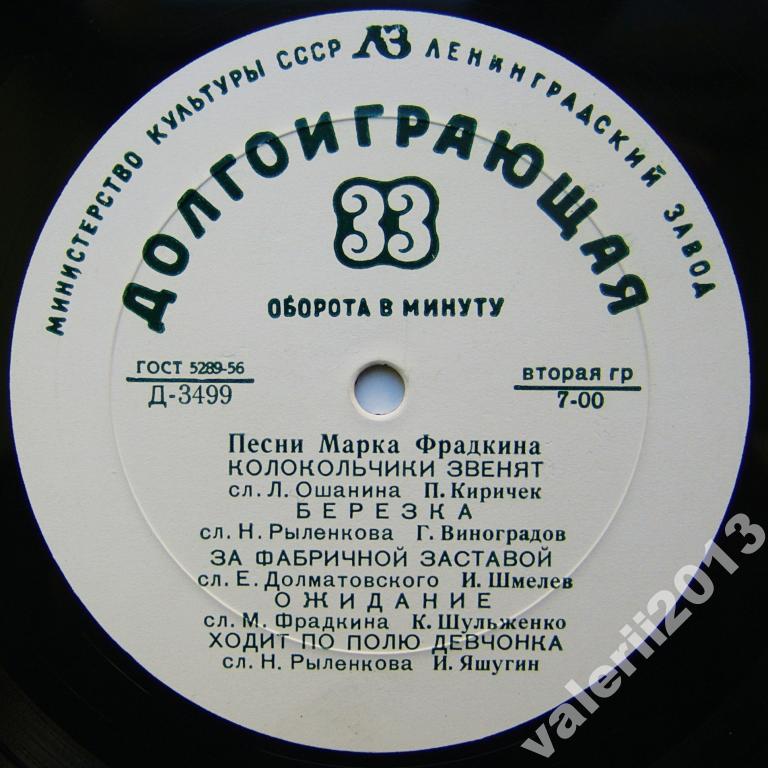 МИНИСТЕРСТВО КУЛЬТУРЫ СССР ЛЗ ЛЕНИНГРАДСКИЙ ЗАВОД
ДОЛГОИГРАЮЩАЯ
33
ОБОРОТА В МИНУТУ
ГОСТ 5289-56 вторая гр
Д-3499 7-00
Песни Марка Фрадкина
КОЛОКОЛЬЧИКИ ЗВЕНЯТ
сл. Л. Ошанина П. Киричек
БЕРЕЗКА
сл. Н. Рыленкова Г. Виноградов
ЗА ФАБРИЧНОЙ ЗАСТАВОЙ
сл. Е. Долматовского И. Шмелев
ОЖИДАНИЕ
сл. М. Фрадкина К. Шульженко
ХОДИТ ПО ПОЛЮ ДЕВЧОНКА
сл. Н. Рыленкова И. Яшугин
valerii2013